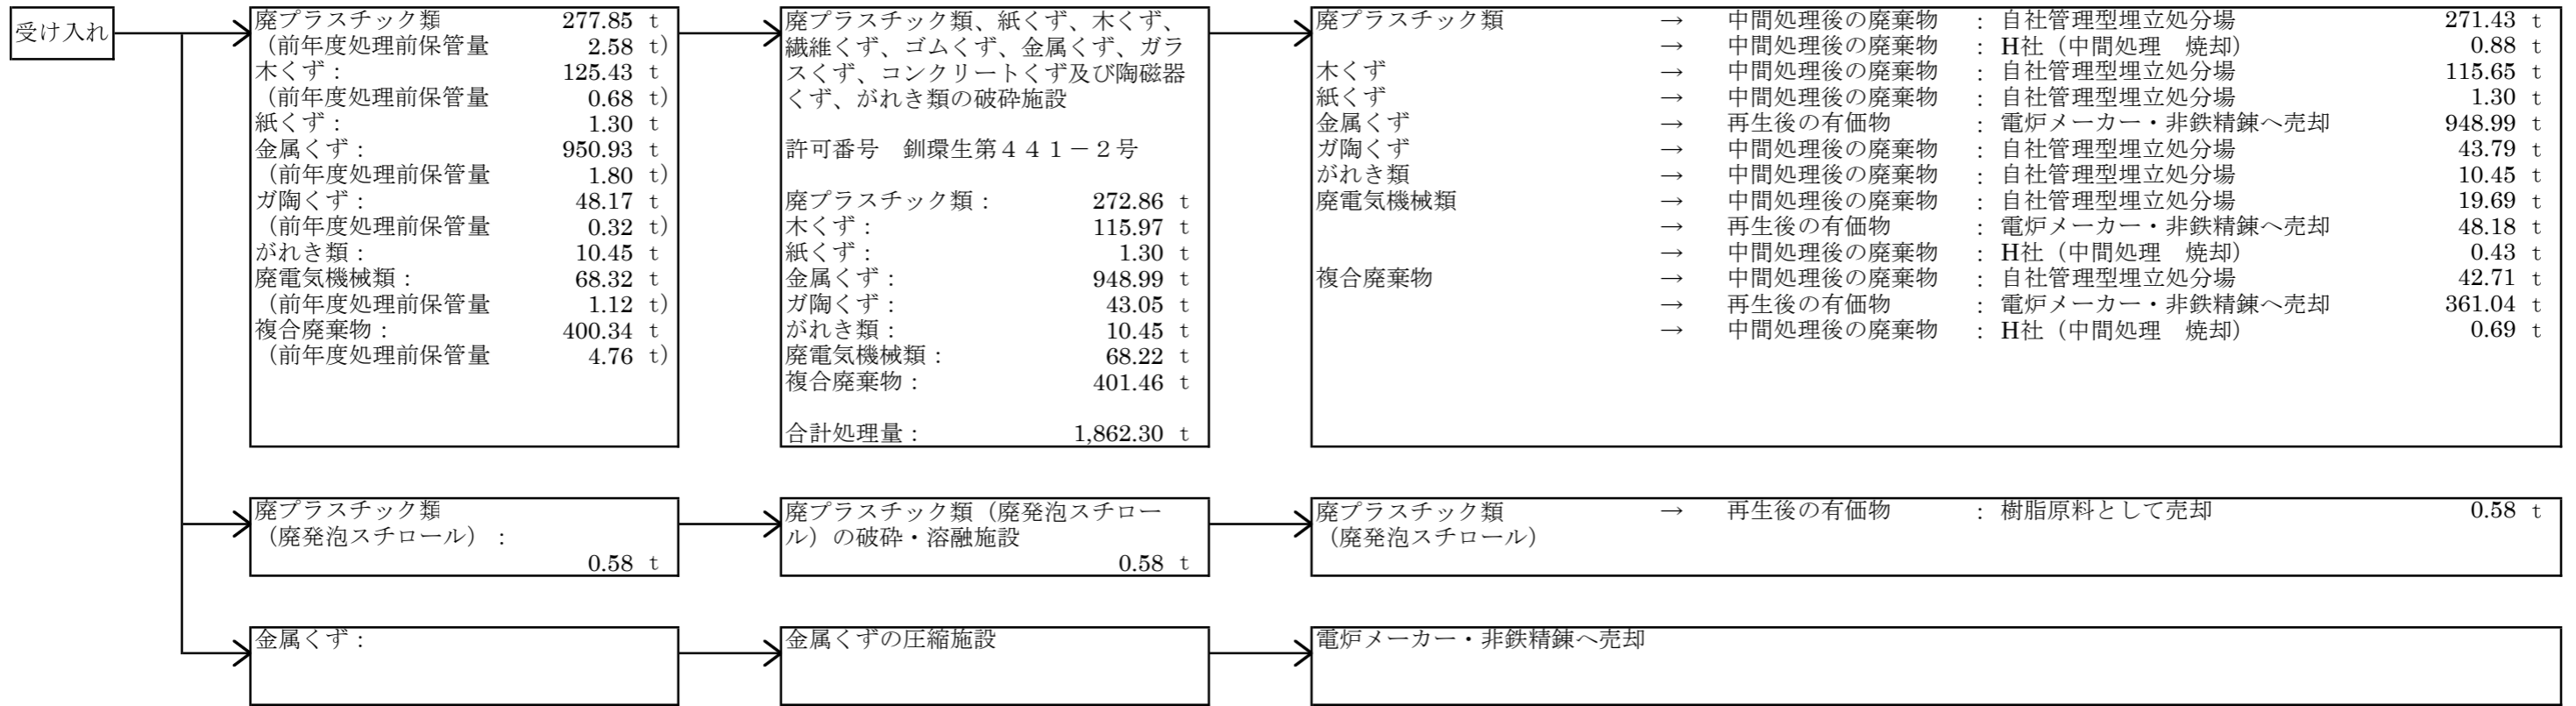 受け入れ
廃プラスチック類 277.85 t
(前年度処理前保管量 2.58 t)
木くず: 125.43 t
(前年度処理前保管量 0.68 t)
紙くず: 1.30 t
金属くず: 950.93 t
(前年度処理前保管量 1.80 t)
ガ陶くず: 48.17 t
(前年度処理前保管量 0.32 t)
がれき類: 10.45 t
廃電気機械類: 68.32 t
(前年度処理前保管量 1.12 t)
複合廃棄物: 400.34 t
(前年度処理前保管量 4.76 t)
廃プラスチック類、紙くず、木くず、
繊維くず、ゴムくず、金属くず、ガラ
スくず、コンクリートくず及び陶磁器
くず、がれき類の破砕施設
許可番号 釧環生第441-2号
廃プラスチック類: 272.86 t
木くず: 115.97 t
紙くず: 1.30 t
金属くず: 948.99 t
ガ陶くず: 43.05 t
がれき類: 10.45 t
廃電気機械類: 68.22 t
複合廃棄物: 401.46 t
合計処理量: 1,862.30 t
廃プラスチック類 → 中間処理後の廃棄物 : 自社管理型埋立処分場 271.43 t
→ 中間処理後の廃棄物 : H社(中間処理 焼却) 0.88 t
木くず → 中間処理後の廃棄物 : 自社管理型埋立処分場 115.65 t
紙くず → 中間処理後の廃棄物 : 自社管理型埋立処分場 1.30 t
金属くず → 再生後の有価物 : 電炉メーカー・非鉄精錬へ売却 948.99 t
ガ陶くず → 中間処理後の廃棄物 : 自社管理型埋立処分場 43.79 t
がれき類 → 中間処理後の廃棄物 : 自社管理型埋立処分場 10.45 t
廃電気機械類 → 中間処理後の廃棄物 : 自社管理型埋立処分場 19.69 t
→ 再生後の有価物 : 電炉メーカー・非鉄精錬へ売却 48.18 t
→ 中間処理後の廃棄物 : H社(中間処理 焼却) 0.43 t
複合廃棄物 → 中間処理後の廃棄物 : 自社管理型埋立処分場 42.71 t
→ 再生後の有価物 : 電炉メーカー・非鉄精錬へ売却 361.04 t
→ 中間処理後の廃棄物 : H社(中間処理 焼却) 0.69 t
廃プラスチック類
(廃発泡スチロール):
0.58 t
廃プラスチック類(廃発泡スチロー
ル)の破砕・溶融施設
0.58 t
廃プラスチック類 → 再生後の有価物 : 樹脂原料として売却 0.58 t
(廃発泡スチロール)
金属くず:
金属くずの圧縮施設
電炉メーカー・非鉄精錬へ売却